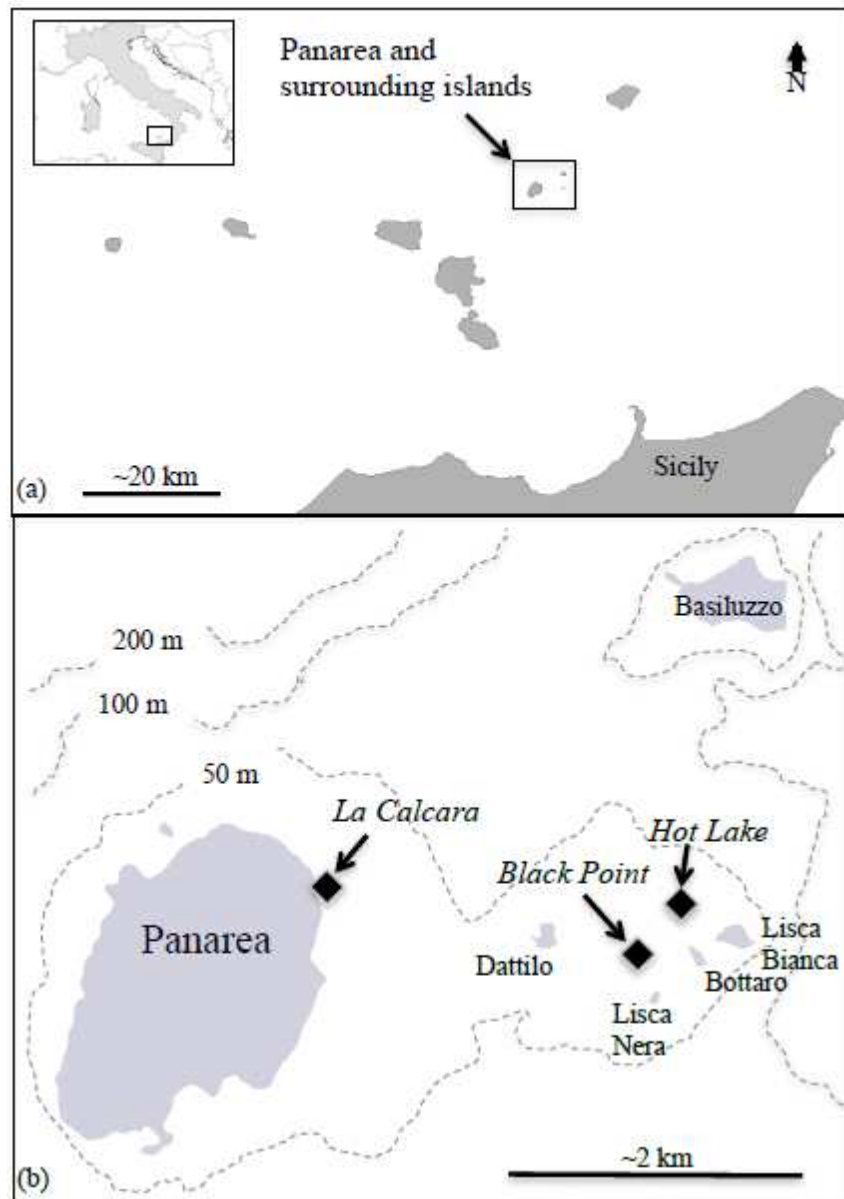 Panarea and
surrounding islands
N
Sicily
~20 km
(a)
Basiluzzo
200 m
100 m
50 m
La Calcara
Hot Lake
Black Point
Panarea
Lisca
Bianca
Dattilo
Bottaro
Lisca
Nera
~2 km
(b)